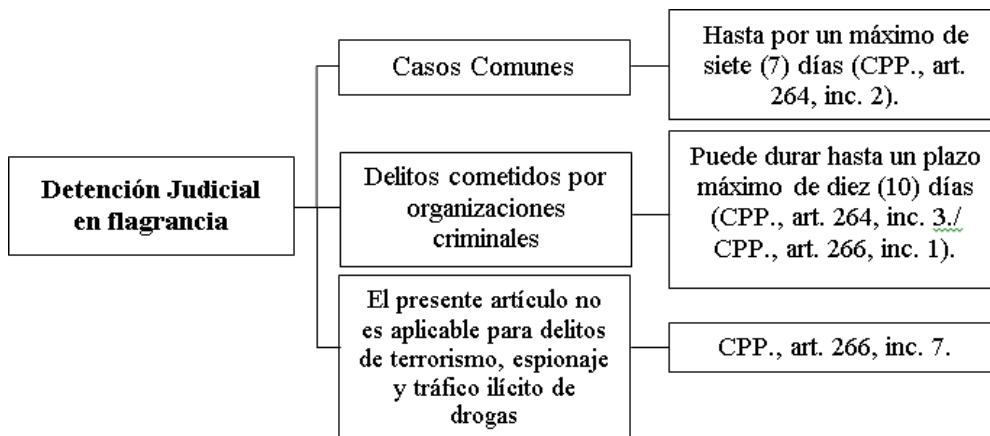 Detención Judicial
en flagrancia
Casos Comunes
Hasta por un máximo de
siete (7) días (CPP., art.
264, inc. 2).
Delitos cometidos por
organizaciones
criminales
Puede durar hasta un plazo
máximo de diez (10) días
(CPP., art. 264, inc. 3./
CPP., art. 266, inc. 1).
El presente artículo no
es aplicable para delitos
de terrorismo, espionaje
y tráfico ilícito de
drogas
CPP., art. 266, inc. 7.